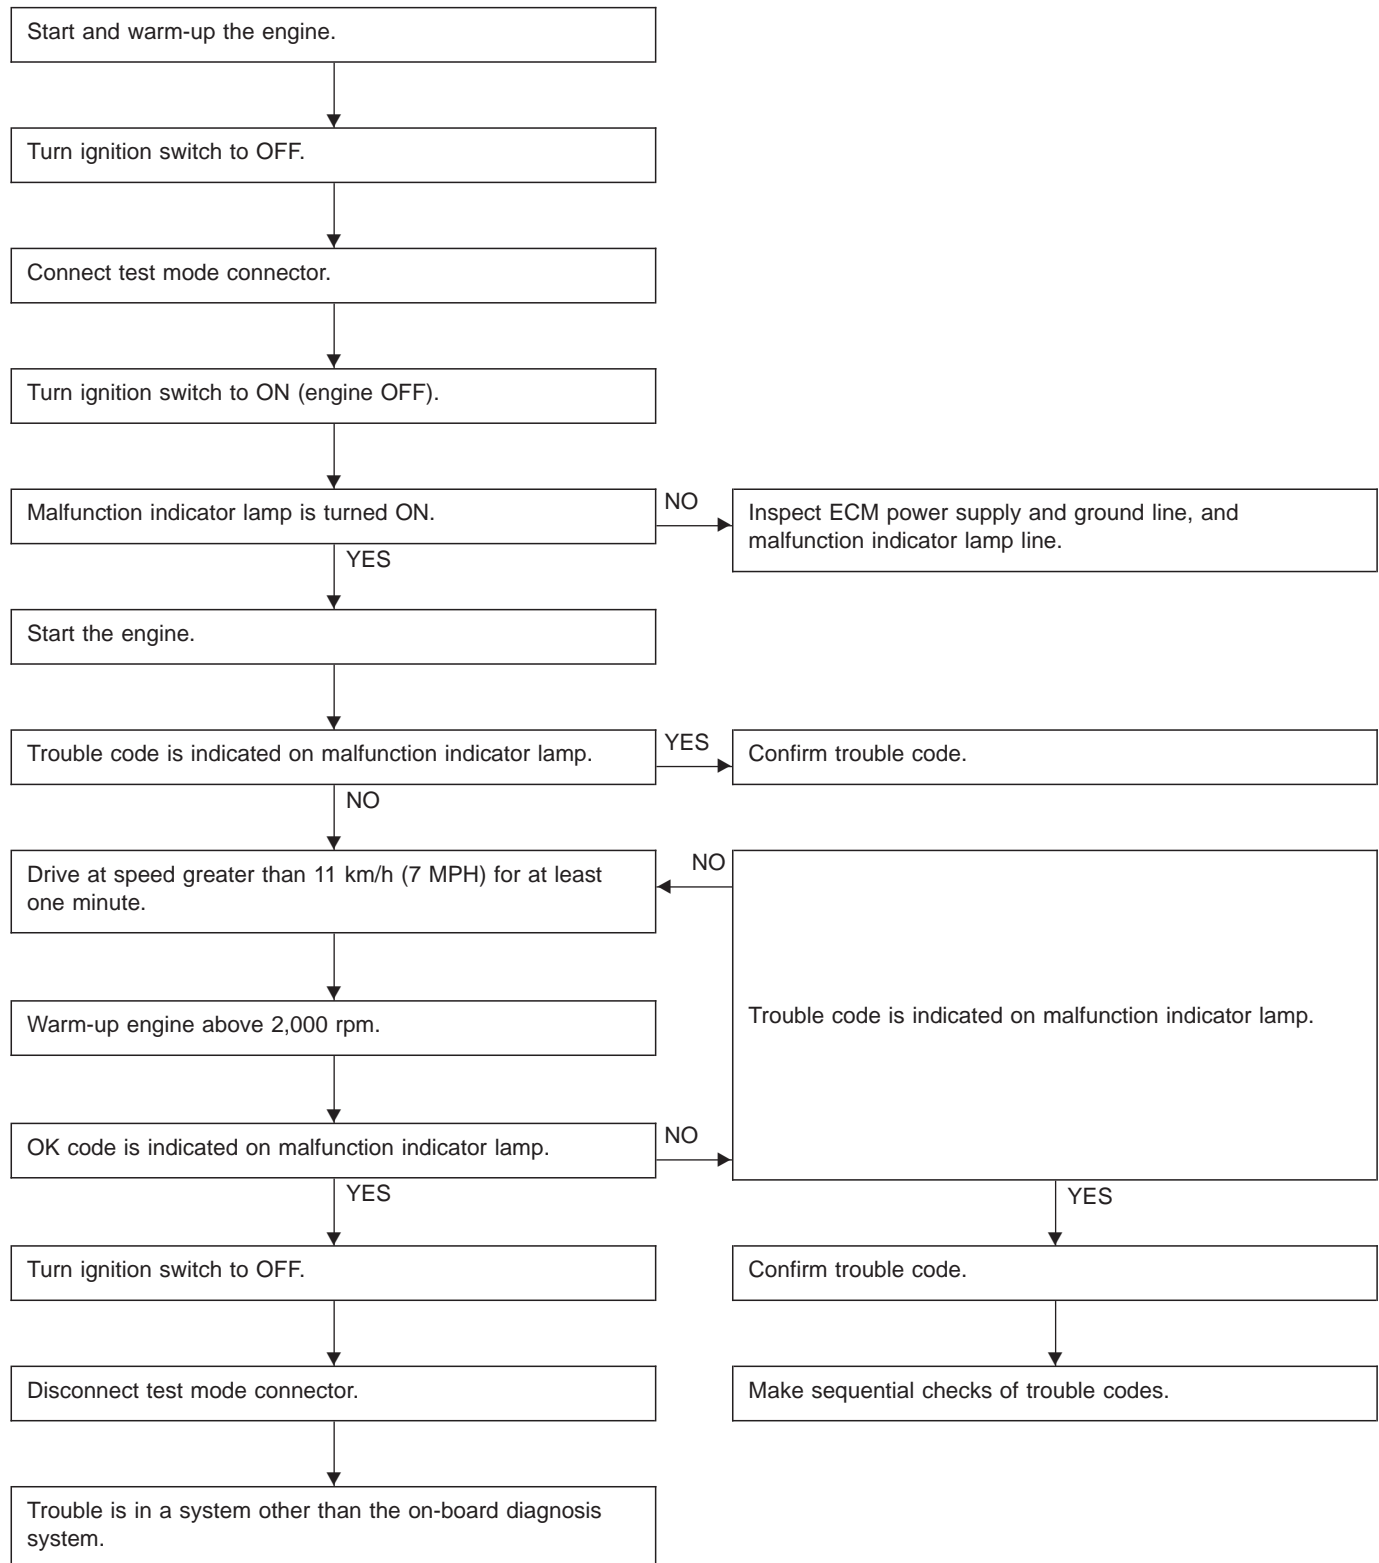 Start and warm-up the engine.
Turn ignition switch to OFF.
Connect test mode connector.
Turn ignition switch to ON (engine OFF).
Malfunction indicator lamp is turned ON.
NO
Inspect ECM power supply and ground line, and
malfunction indicator lamp line.
YES
Start the engine.
Trouble code is indicated on malfunction indicator lamp.
YES
Confirm trouble code.
NO
Drive at speed greater than 11 km/h (7 MPH) for at least
one minute.
NO
Warm-up engine above 2,000 rpm.
Trouble code is indicated on malfunction indicator lamp.
OK code is indicated on malfunction indicator lamp.
NO
YES
YES
Turn ignition switch to OFF.
Confirm trouble code.
Disconnect test mode connector.
Make sequential checks of trouble codes.
Trouble is in a system other than the on-board diagnosis
system.